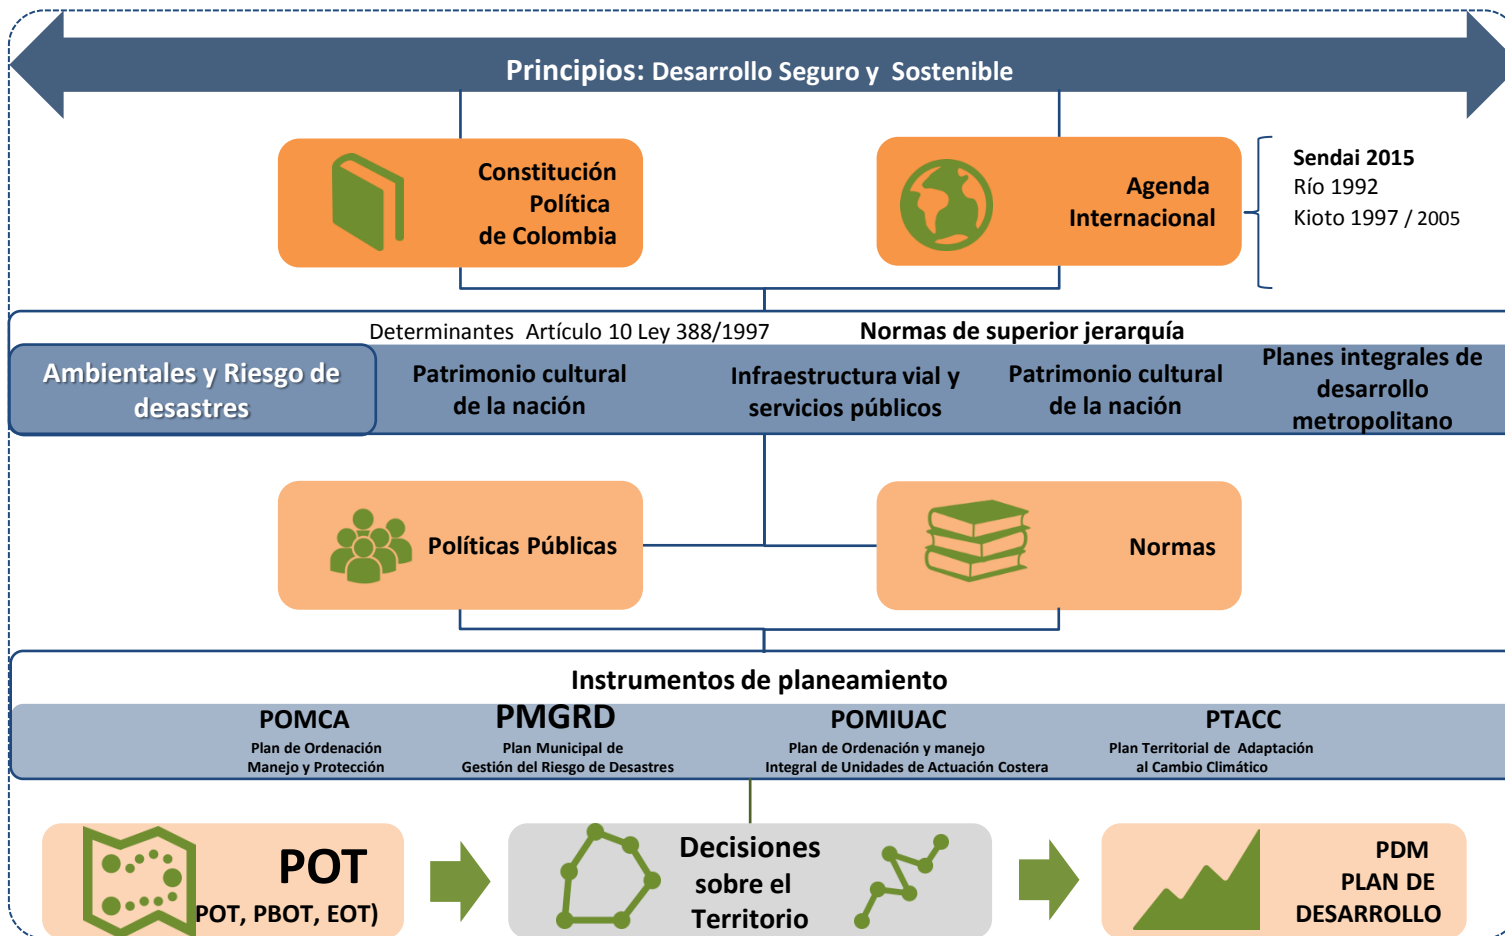 Principios: Desarrollo Seguro y Sostenible
Constitución
Política
de Colombia
Agenda
Internacional
Sendai 2015
Río 1992
Kioto 1997 / 2005
Determinantes Artículo 10 Ley 388/1997
Normas de superior jerarquía
Ambientales y Riesgo de
desastres
Patrimonio cultural
de la nación
Infraestructura vial y
servicios públicos
Patrimonio cultural
de la nación
Planes integrales de
desarrollo
metropolitano
Políticas Públicas
Normas
Instrumentos de planeamiento
POMCA
Plan de Ordenación
Manejo y Protección
PMGRD
Plan Municipal de
Gestión del Riesgo de Desastres
POMIUAC
Plan de Ordenación y manejo
Integral de Unidades de Actuación Costera
PTACC
Plan Territorial de Adaptación
al Cambio Climático
POT
POT, PBOT, EOT)
Decisiones
sobre el
Territorio
PDM
PLAN DE
DESARROLLO